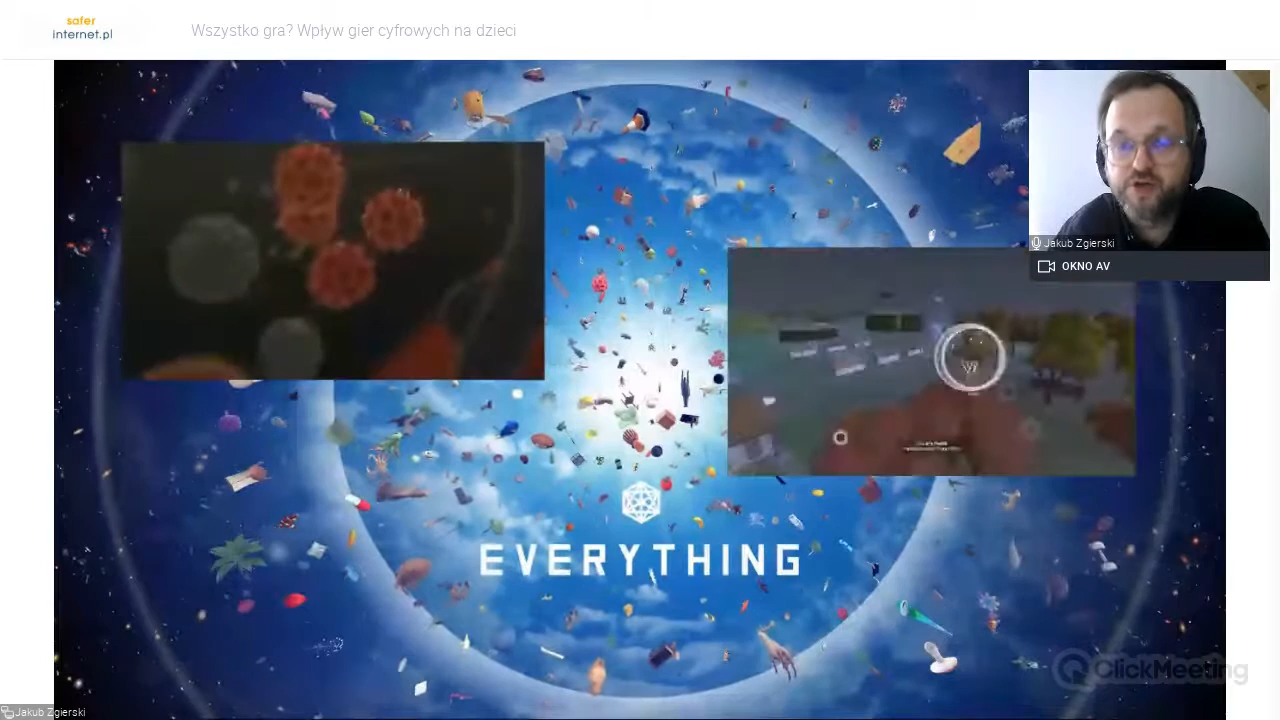 safer
internet.pl
Wszystko gra? Wpływ gier cyfrowych na dzieci
Jakub Zgierski
OKNO AV
EVERYTHING
ClickMeeting
Jakub Zgierski